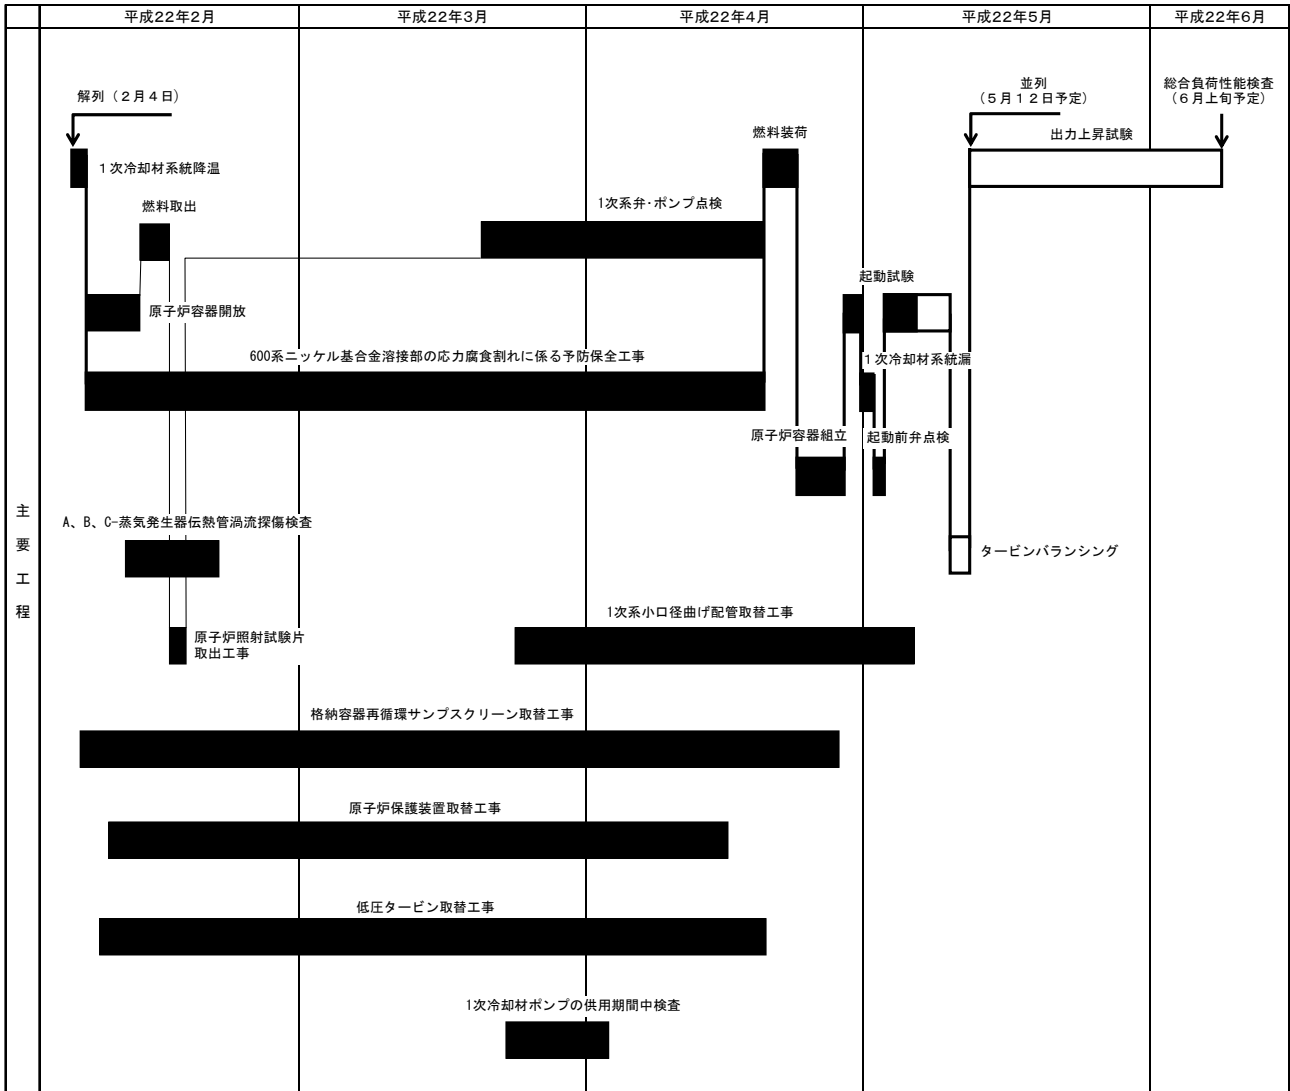 平成22年2月
平成22年3月
平成22年4月
平成22年5月
平成22年6月
主要工程
解列（２月４日）
並列
（５月１２日予定）
総合負荷性能検査
（６月上旬予定）
燃料装荷
出力上昇試験
１次冷却材系統降温
燃料取出
1次系弁･ポンプ点検
起動試験
原子炉容器開放
600系ニッケル基合金溶接部の応力腐食割れに係る予防保全工事
１次冷却材系統漏
原子炉容器組立
起動前弁点検
A、B、C-蒸気発生器伝熱管渦流探傷検査
タービンバランシング
1次系小口径曲げ配管取替工事
原子炉照射試験片
取出工事
格納容器再循環サンプスクリーン取替工事
原子炉保護装置取替工事
低圧タービン取替工事
1次冷却材ポンプの供用期間中検査